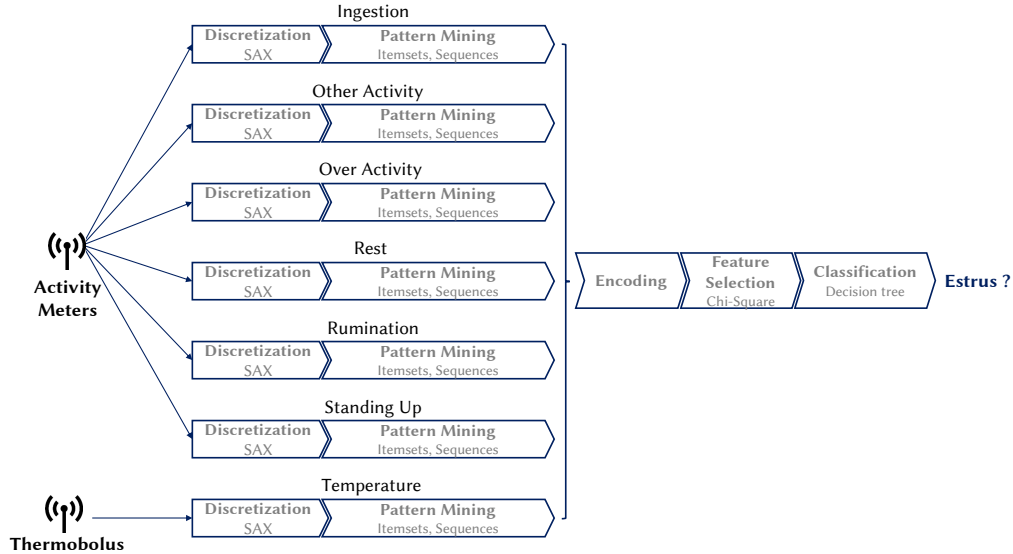 Ingestion
Discretization
SAX
Pattern Mining
Itemsets, Sequences
Other Activity
Discretization
SAX
Pattern Mining
Itemsets, Sequences
Over Activity
Discretization
SAX
Pattern Mining
Itemsets, Sequences
Activity
Meters
Rest
Discretization
SAX
Pattern Mining
Itemsets, Sequences
Rumination
Discretization
SAX
Pattern Mining
Itemsets, Sequences
Standing Up
Discretization
SAX
Pattern Mining
Itemsets, Sequences
Thermobolus
Temperature
Discretization
SAX
Pattern Mining
Itemsets, Sequences
Encoding
Feature
Selection
Chi-Square
Classification
Decision tree
Estrus ?